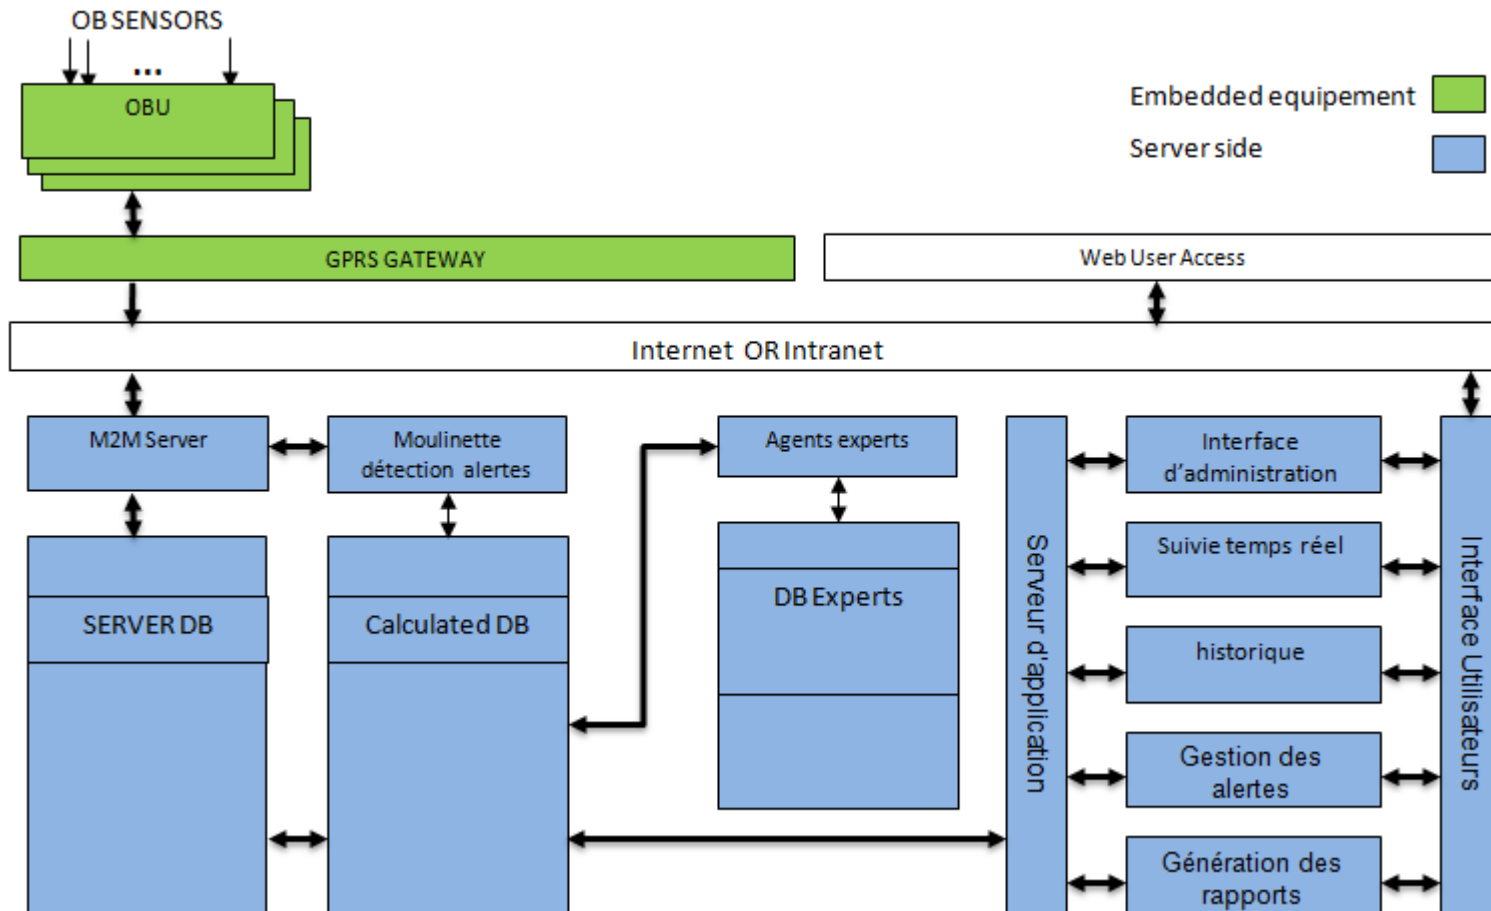 OB SENSORS
...
OBU
Embedded equipement
Server side
GPRS GATEWAY
Web User Access
Internet OR Intranet
M2M Server
Moulinette
détection alertes
Agents experts
Interface
d'administration
SERVER DB
Calculated DB
DB Experts
Serveur d'application
Suivie temps réel
historique
Gestion des
alertes
Génération des
rapports
Interface Utilisateurs